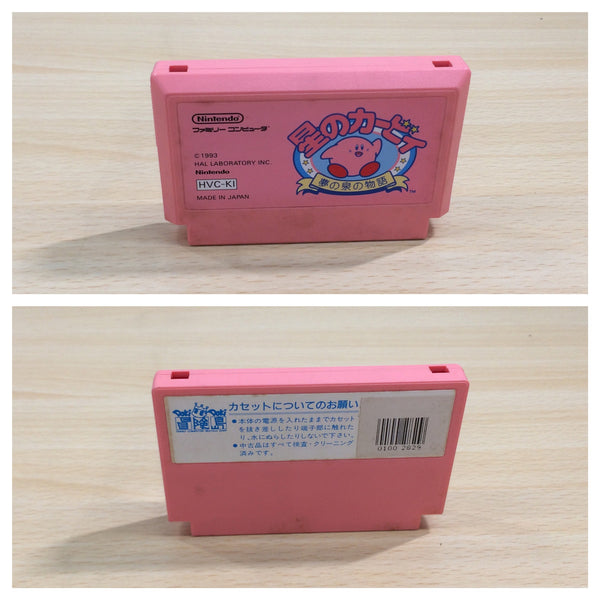 Nintendo
ファミリー コンピュータ
星のカービィ
夢の泉の物語
TM
©1993
HAL LABORATORY INC.
Nintendo
HVC-KI
MADE IN JAPAN
冒険島
カセットについてのお願い
●本体の電源を入れたままでカセット
を抜き差ししたり端子部に触れた
り、水にぬらしたりしないで下さい。
●中古品はすべて検査・クリーニング
済みです。
0100 2629